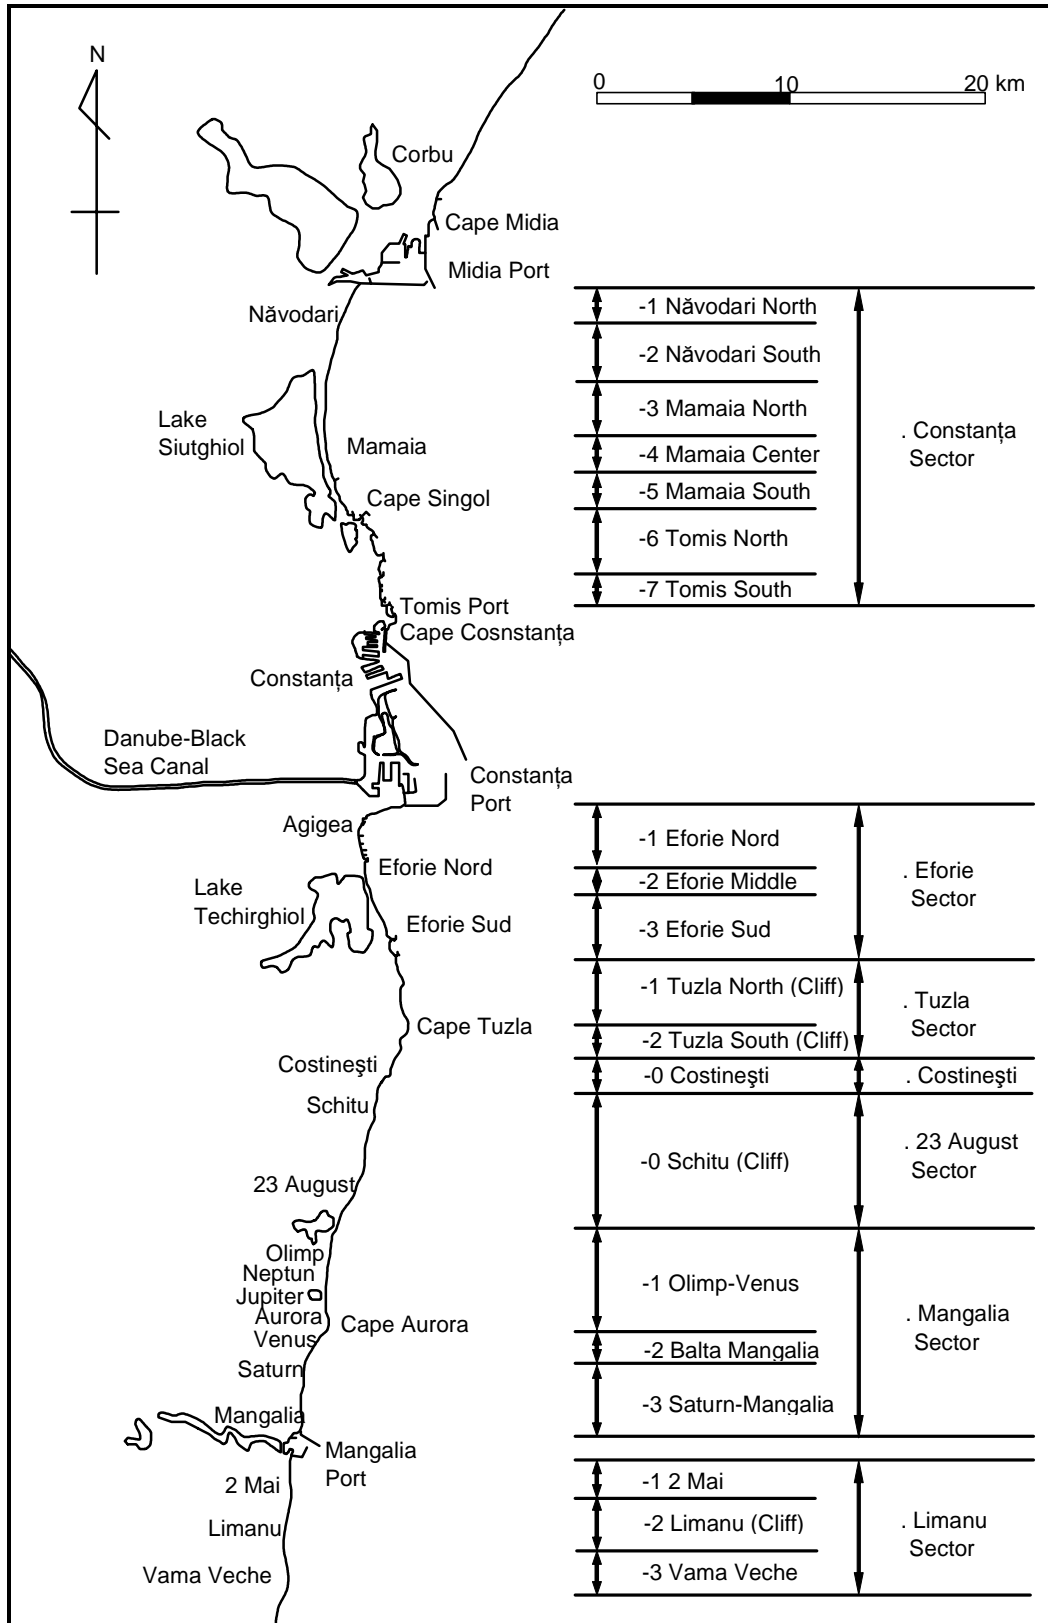 N
0 10 20 km
Corbu
Cape Midia
Midia Port
Năvodari
Lake
Siutghiol
Mamaia
Cape Singol
Tomis Port
Cape Cosnstanţa
Constanţa
Danube-Black
Sea Canal
Constanţa
Port
Agigea
Eforie Nord
Lake
Techirghiol
Eforie Sud
Cape Tuzla
Costineşti
Schitu
23 August
Olimp
Neptun
Jupiter
Aurora
Venus
Cape Aurora
Saturn
Mangalia
Mangalia
Port
2 Mai
Limanu
Vama Veche
-1 Năvodari North
-2 Năvodari South
-3 Mamaia North
-4 Mamaia Center
-5 Mamaia South
-6 Tomis North
-7 Tomis South
. Constanţa
Sector
-1 Eforie Nord
-2 Eforie Middle
-3 Eforie Sud
. Eforie
Sector
-1 Tuzla North (Cliff)
-2 Tuzla South (Cliff)
. Tuzla
Sector
-0 Costineşti
. Costineşti
-0 Schitu (Cliff)
. 23 August
Sector
-1 Olimp-Venus
-2 Balta Mangalia
-3 Saturn-Mangalia
. Mangalia
Sector
-1 2 Mai
-2 Limanu (Cliff)
-3 Vama Veche
. Limanu
Sector